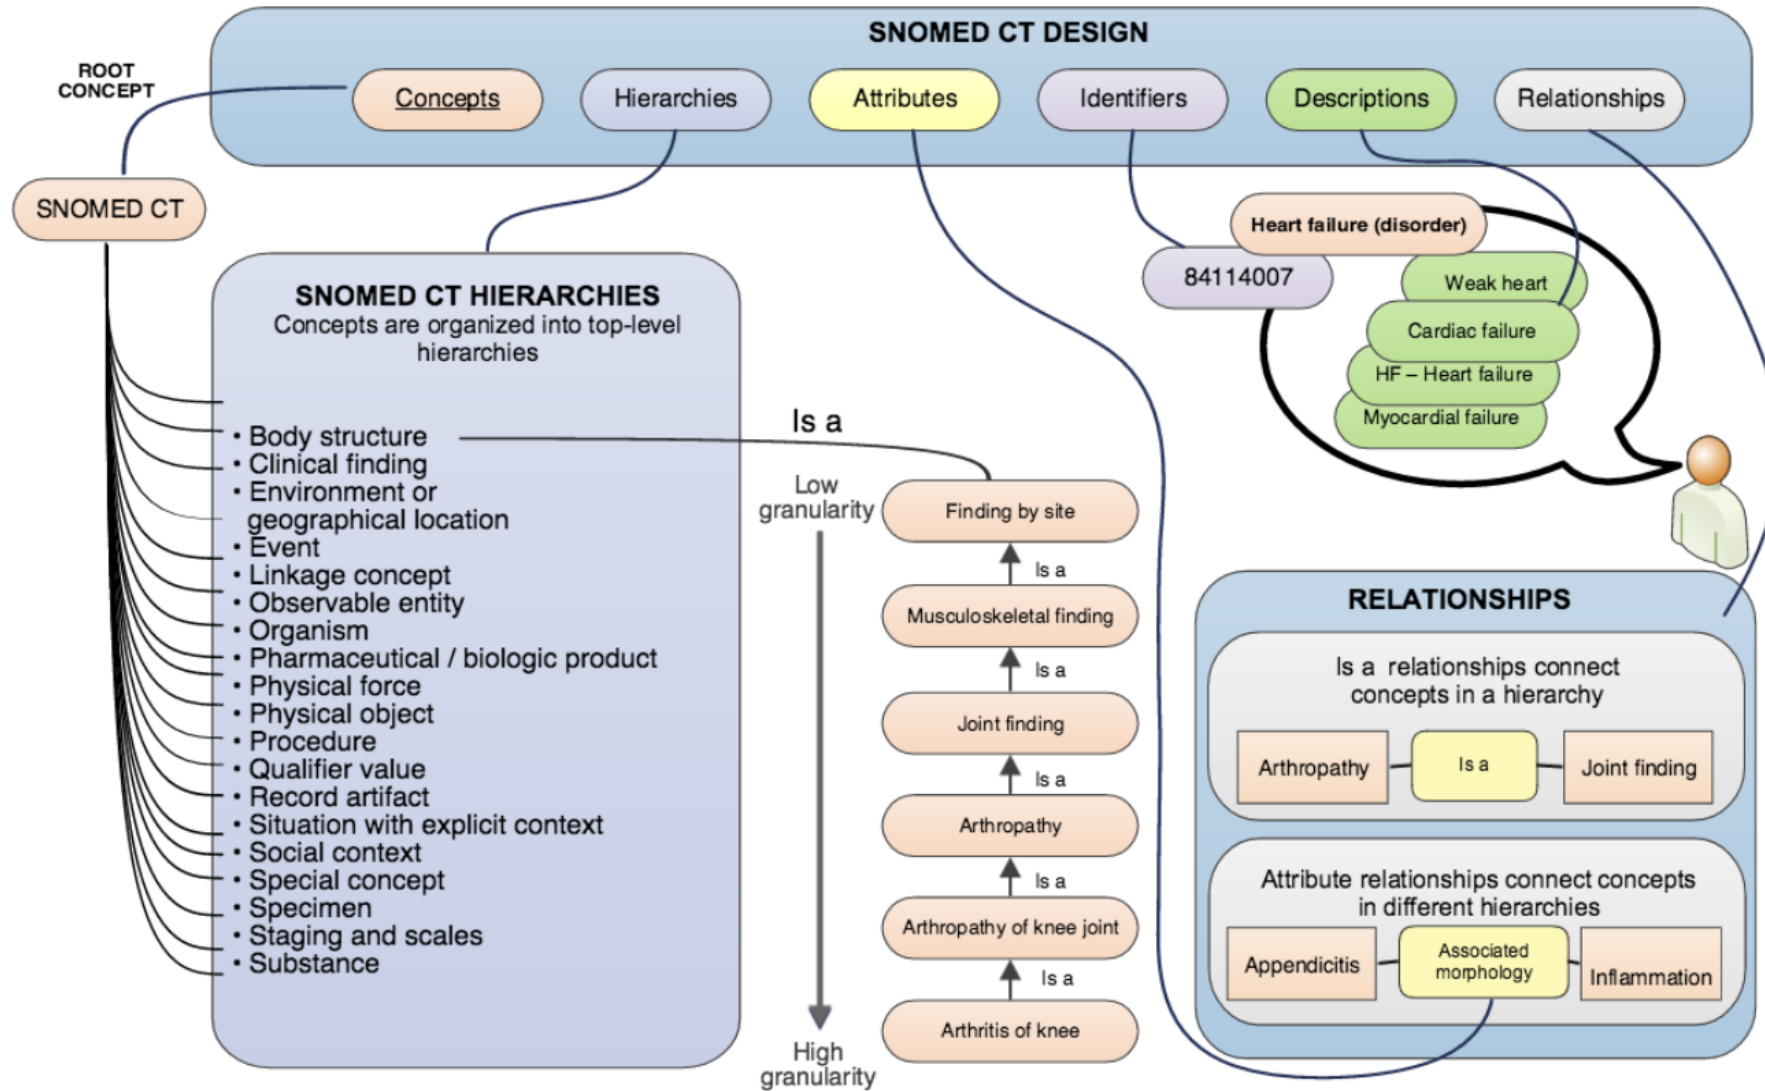 SNOMED CT DESIGN
ROOT
CONCEPT
Concepts
Hierarchies
Attributes
Identifiers
Descriptions
Relationships
SNOMED CT
SNOMED CT HIERARCHIES
Concepts are organized into top-level
hierarchies
• Body structure
• Clinical finding
• Environment or
geographical location
• Event
• Linkage concept
• Observable entity
• Organism
• Pharmaceutical / biologic product
• Physical force
• Physical object
• Procedure
• Qualifier value
• Record artifact
• Situation with explicit context
• Social context
• Special concept
• Specimen
• Staging and scales
• Substance
Is a
Low
granularity
High
granularity
Finding by site
Is a
Musculoskeletal finding
Is a
Joint finding
Is a
Arthropathy
Is a
Arthropathy of knee joint
Is a
Arthritis of knee
Heart failure (disorder)
84114007
Weak heart
Cardiac failure
HF – Heart failure
Myocardial failure
RELATIONSHIPS
Is a relationships connect
concepts in a hierarchy
Arthropathy
Is a
Joint finding
Attribute relationships connect concepts
in different hierarchies
Appendicitis
Associated
morphology
Inflammation